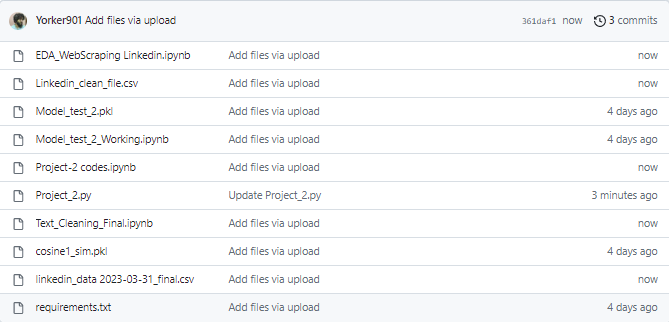 Yorker901 Add files via upload 361daf1 now 3 commits
EDA_WebScraping Linkedin.ipynb Add files via upload now
Linkedin_clean_file.csv Add files via upload now
Model_test_2.pkl Add files via upload 4 days ago
Model_test_2_Working.ipynb Add files via upload 4 days ago
Project-2 codes.ipynb Add files via upload now
Project_2.py Update Project_2.py 3 minutes ago
Text_Cleaning_Final.ipynb Add files via upload now
cosine1_sim.pkl Add files via upload 4 days ago
linkedin_data 2023-03-31_final.csv Add files via upload now
requirements.txt Add files via upload 4 days ago